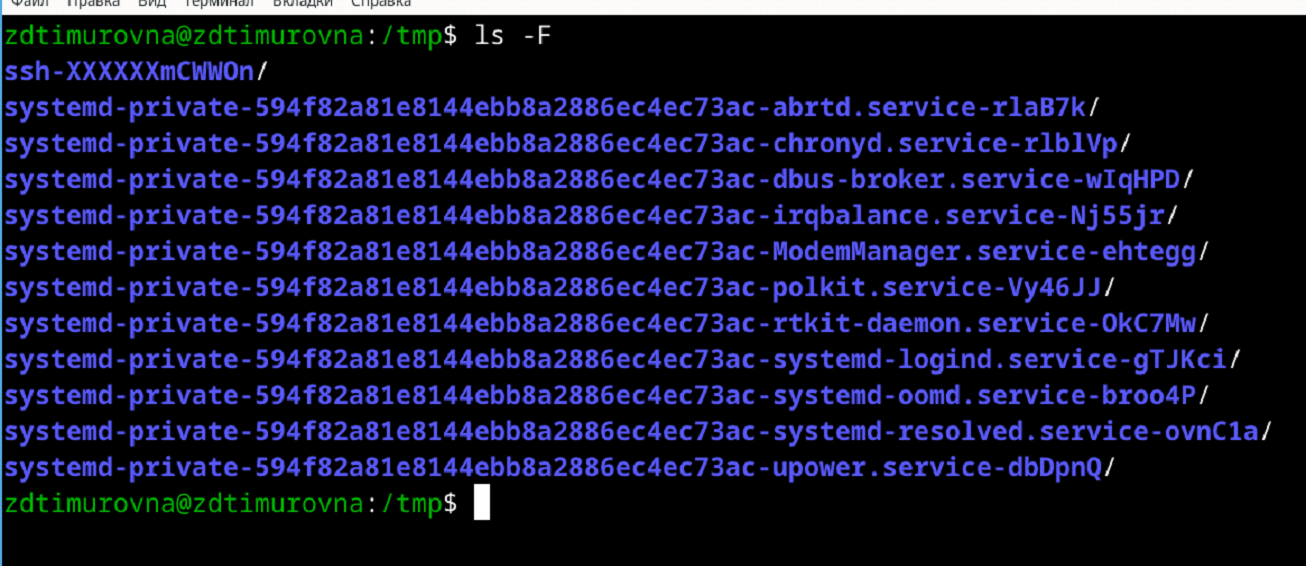 Файл Правка Вид Терминал Вкладки Справка
zdtimurovna@zdtimurovna:/tmp$ ls -F
ssh-XXXXXXmCWWOn/
systemd-private-594f82a81e8144ebb8a2886ec4ec73ac-abrtd.service-rlaB7k/
systemd-private-594f82a81e8144ebb8a2886ec4ec73ac-chronyd.service-rlblVp/
systemd-private-594f82a81e8144ebb8a2886ec4ec73ac-dbus-broker.service-wIqHPD/
systemd-private-594f82a81e8144ebb8a2886ec4ec73ac-irqbalance.service-Nj55jr/
systemd-private-594f82a81e8144ebb8a2886ec4ec73ac-ModemManager.service-ehtegg/
systemd-private-594f82a81e8144ebb8a2886ec4ec73ac-polkit.service-Vy46JJ/
systemd-private-594f82a81e8144ebb8a2886ec4ec73ac-rtkit-daemon.service-OkC7Mw/
systemd-private-594f82a81e8144ebb8a2886ec4ec73ac-systemd-logind.service-gTJKci/
systemd-private-594f82a81e8144ebb8a2886ec4ec73ac-systemd-oomd.service-broo4P/
systemd-private-594f82a81e8144ebb8a2886ec4ec73ac-systemd-resolved.service-ovnC1a/
systemd-private-594f82a81e8144ebb8a2886ec4ec73ac-upower.service-dbDpnQ/
zdtimurovna@zdtimurovna:/tmp$